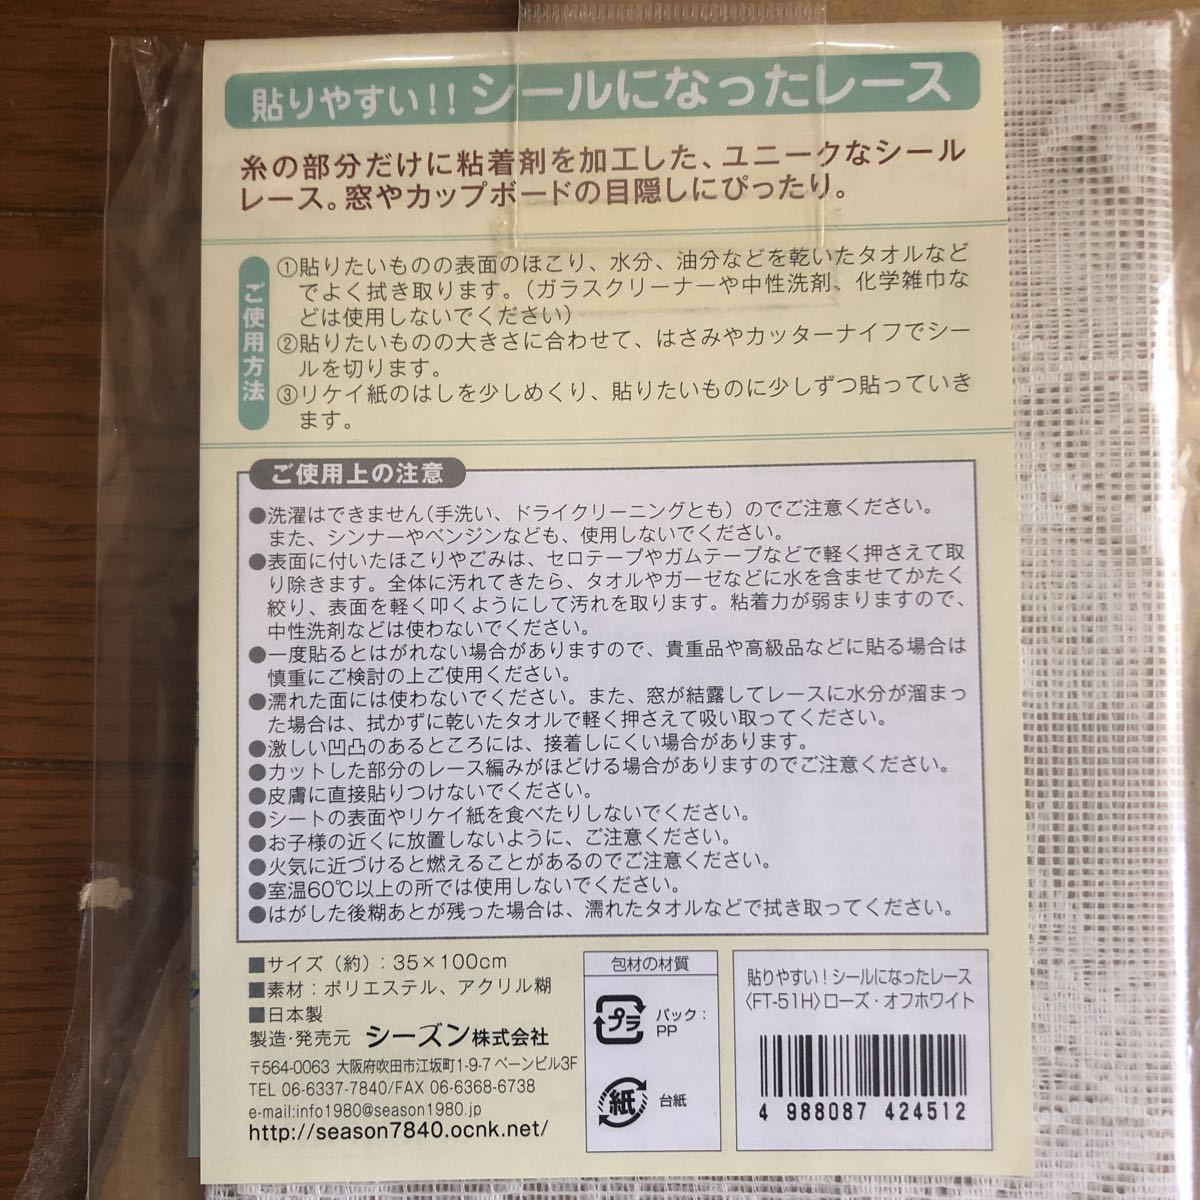 貼りやすい!! シールになったレース
糸の部分だけに粘着剤を加工した、ユニークなシール
レース。窓やカップボードの目隠しにぴったり。
ご使用方法
①貼りたいものの表面のほこり、水分、油分などを乾いたタオルなど
でよく拭き取ります。(ガラスクリーナーや中性洗剤、化学雑巾な
どは使用しないでください)
②貼りたいものの大きさに合わせて、はさみやカッターナイフでシー
ルを切ります。
③リケイ紙のはしを少しめくり、貼りたいものに少しずつ貼っていき
ます。
ご使用上の注意
●洗濯はできません(手洗い、ドライクリーニングとも)のでご注意ください。
また、シンナーやベンジンなども、使用しないでください。
●表面に付いたほこりやごみは、セロテープやガムテープなどで軽く押さえて取
り除きます。全体に汚れてきたら、タオルやガーゼなどに水を含ませてかたく
絞り、表面を軽く叩くようにして汚れを取ります。粘着力が弱まりますので、
中性洗剤などは使わないでください。
●一度貼るとはがれない場合がありますので、貴重品や高級品などに貼る場合は
慎重にご検討の上ご使用ください。
●濡れた面には使わないでください。また、窓が結露してレースに水分が溜まっ
た場合は、拭かずに乾いたタオルで軽く押さえて吸い取ってください。
●激しい凹凸のあるところには、接着しにくい場合があります。
●カットした部分のレース編みがほどける場合がありますのでご注意ください。
●皮膚に直接貼りつけないでください。
●シートの表面やリケイ紙を食べたりしないでください。
●お子様の近くに放置しないように、ご注意ください。
●火気に近づけると燃えることがあるのでご注意ください。
●室温60℃以上の所では使用しないでください。
●はがした後糊あとが残った場合は、濡れたタオルなどで拭き取ってください。
■サイズ(約):35×100cm
■素材:ポリエステル、アクリル糊
■日本製
製造・発売元 シーズン株式会社
〒564-0063 大阪府吹田市江坂町1-9-7 ベーンビル3F
TEL 06-6337-7840/FAX 06-6368-6738
e-mail:info1980@season1980.jp
http://season7840.ocnk.net/
包材の材質
プラ
パック:
PP
紙
台紙
貼りやすい!シールになったレース
〈FT-51H〉ローズ・オフホワイト
4 988087 424512